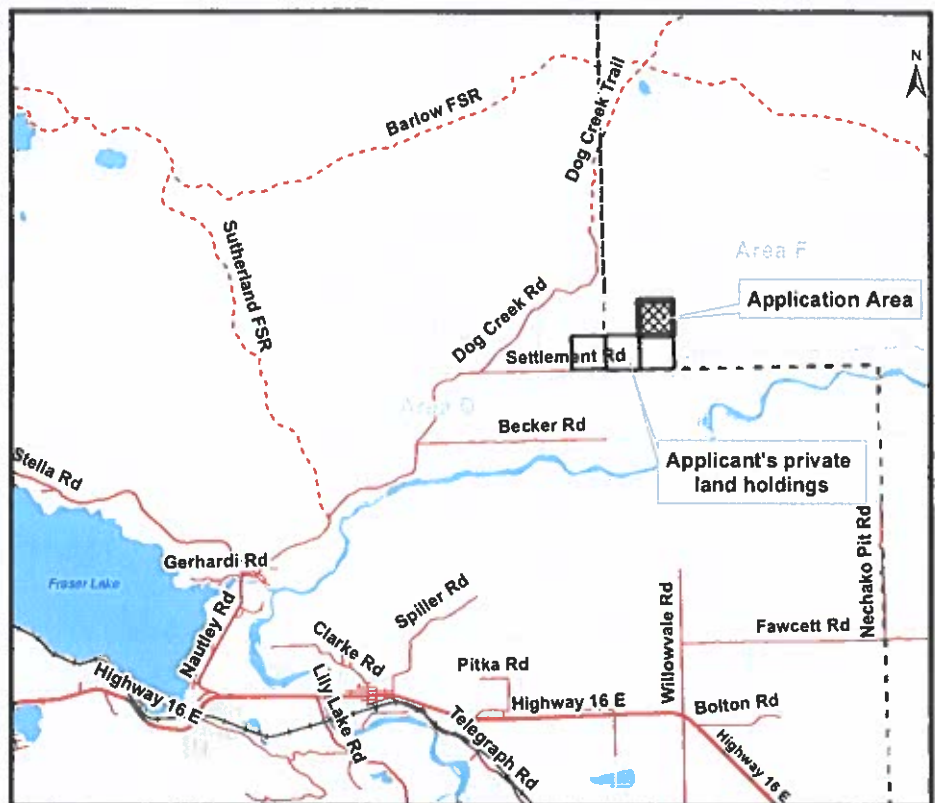 N
Barlow FSR
Dog Creek Trail
Area F
Sutherland FSR
Application Area
Dog Creek Rd
Settlement Rd
Area D
Becker Rd
Applicant's private
land holdings
Stella Rd
Gerhardi Rd
Fraser Lake
Nechako Pit Rd
Nautley Rd
Spiller Rd
Clarke Rd
Willowvale Rd
Fawcett Rd
Pitka Rd
Lily Lake Rd
Highway 16 E
Highway 16 E
Bolton Rd
Telegraph Rd
Highway 16 E